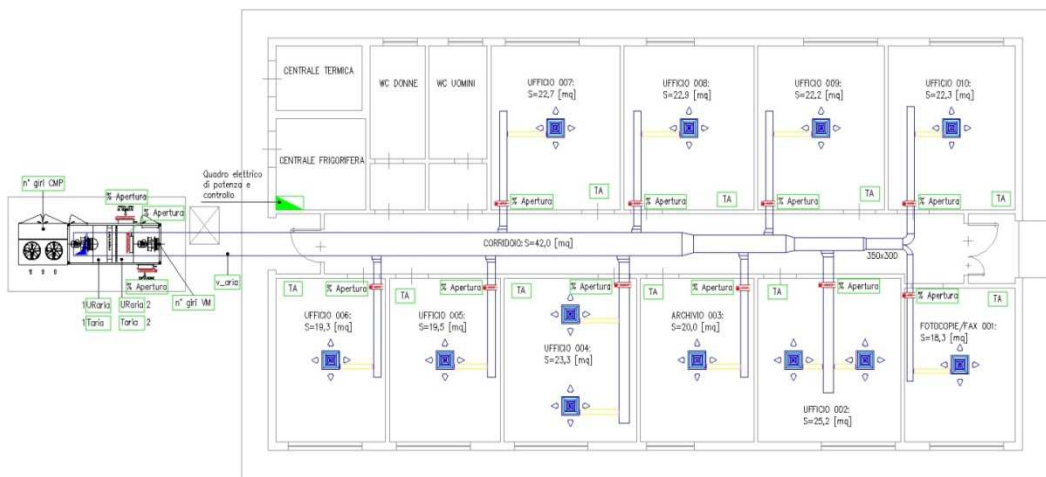 CENTRALE TERMICA
WC DONNE
WC UOMINI
UFFICIO 007:
S=22,7 [mq]
UFFICIO 008:
S=22,9 [mq]
UFFICIO 009:
S=22,2 [mq]
UFFICIO 010:
S=22,3 [mq]
CENTRALE FRIGORIFERA
Quadro elettrico
di potenza e
controllo
n° giri CMP
% Apertura
% Apertura
% Apertura
TA
% Apertura
TA
% Apertura
TA
% Apertura
TA
CORRIDOIO: S=42,0 [mq]
350x300
v_aria
% Apertura
n° giri VM
URaria 2
Taria 2
TA
% Apertura
TA
% Apertura
TA
% Apertura
TA
% Apertura
TA
% Apertura
% Apertura
TA
UFFICIO 006:
S=19,3 [mq]
UFFICIO 005:
S=19,5 [mq]
UFFICIO 004:
S=23,3 [mq]
ARCHIVIO 003:
S=20,0 [mq]
UFFICIO 002:
S=25,2 [mq]
FOTOCOPIE/FAX 001:
S=18,3 [mq]